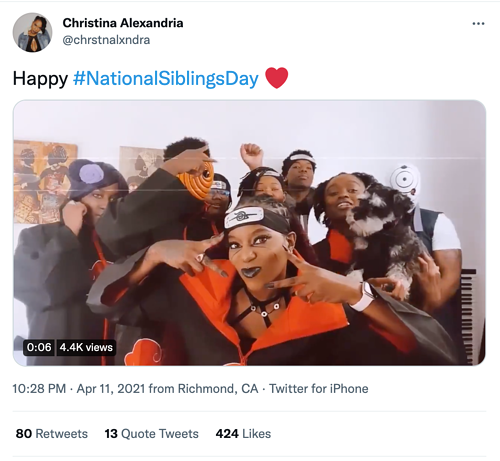 Christina Alexandria
@chrstnalxndra
Happy #NationalSiblingsDay ❤️
0:06 4.4K views
10:28 PM · Apr 11, 2021 from Richmond, CA · Twitter for iPhone
80 Retweets 13 Quote Tweets 424 Likes